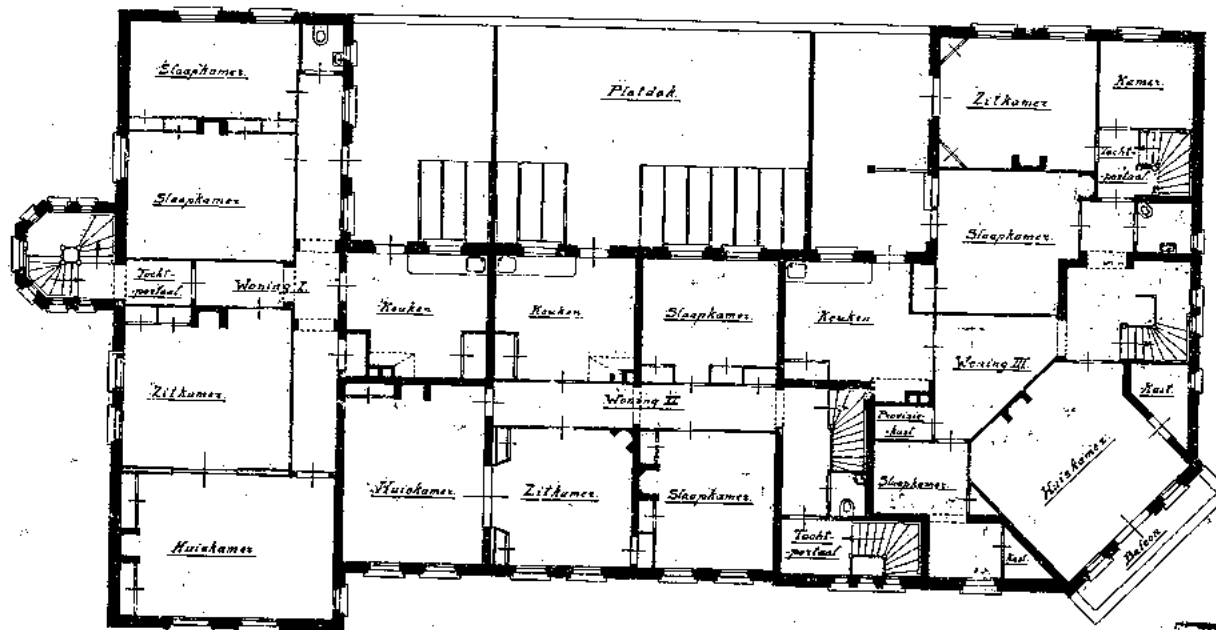 Slaapkamer.
Platdak.
Zitkamer
Kamer.
Tocht-
portaal.
Slaapkamer
Slaapkamer.
Tocht-
portaal
Woning I.
Keuken
Keuken
Slaapkamer.
Keuken
Woning III.
Zitkamer.
Woning II
Provisie-
kast
Kast.
Huiskamer.
Zitkamer.
Slaapkamer.
Slaapkamer.
Huiskamer.
Huiskamer
Tocht-
portaal
Kast.
Balcon